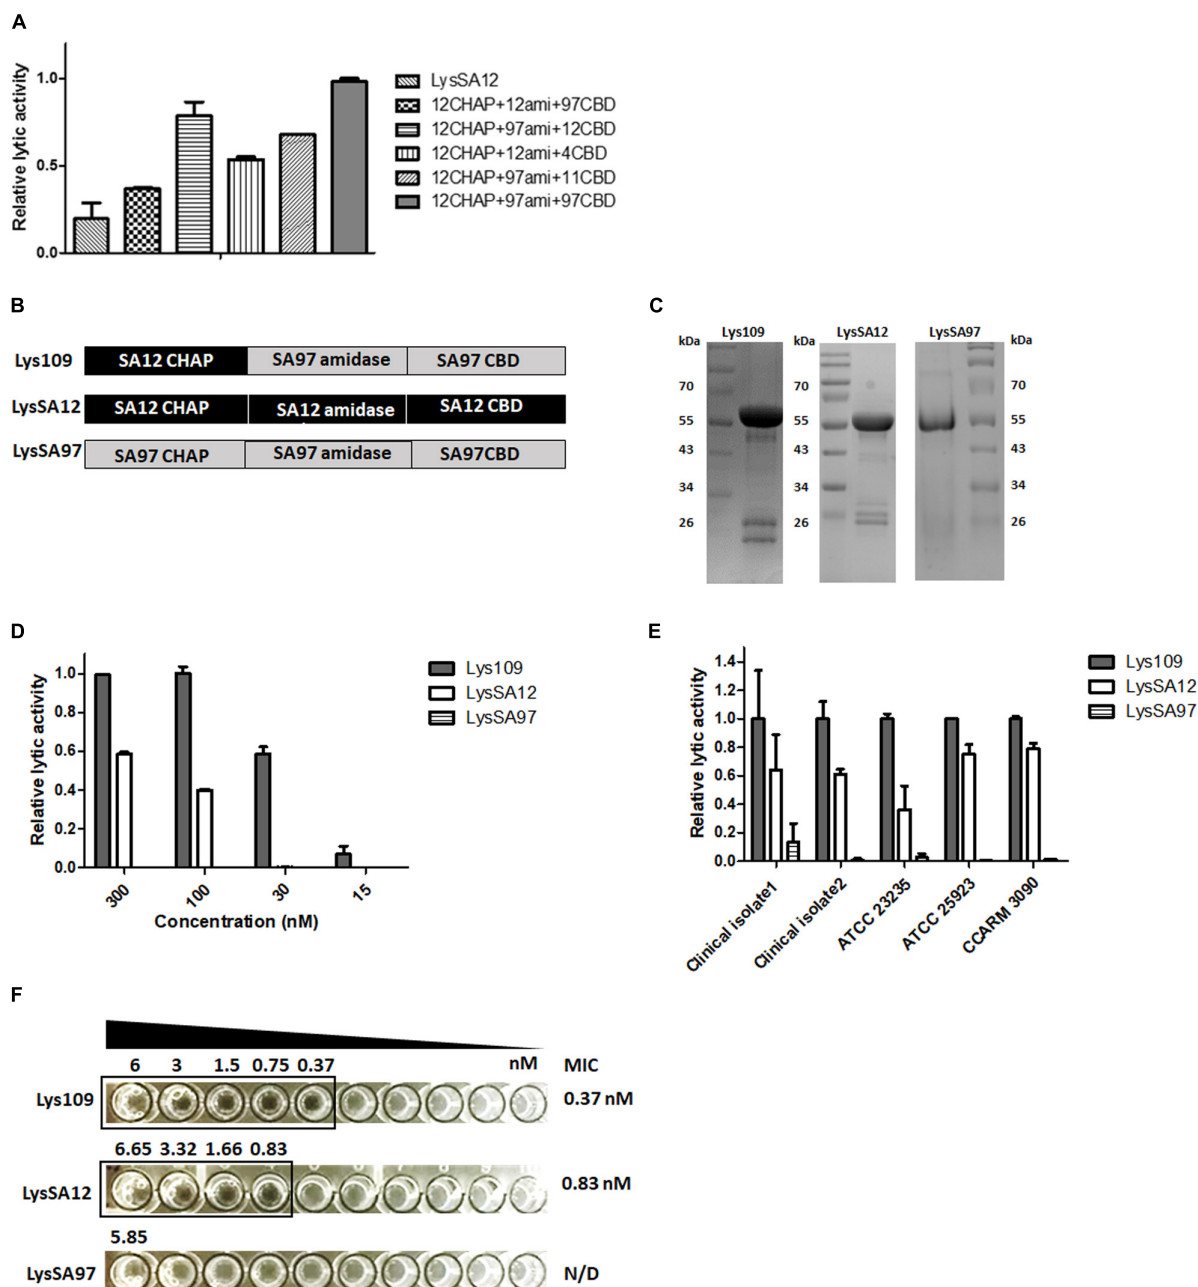 A
Relative lytic activity
1.0
0.5
0.0
LysSA12
12CHAP+12ami+97CBD
12CHAP+97ami+12CBD
12CHAP+12ami+4CBD
12CHAP+97ami+11CBD
12CHAP+97ami+97CBD
B
Lys109 SA12 CHAP SA97 amidase SA97 CBD
LysSA12 SA12 CHAP SA12 amidase SA12 CBD
LysSA97 SA97 CHAP SA97 amidase SA97CBD
C
Lys109 LysSA12 LysSA97
kDa kDa kDa
70 70 70
55 55 55
43 43 43
34 34 34
26 26 26
D
Relative lytic activity
1.0
0.8
0.6
0.4
0.2
0.0
300 100 30 15
Concentration (nM)
Lys109
LysSA12
LysSA97
E
Relative lytic activity
1.4
1.2
1.0
0.8
0.6
0.4
0.2
0
Clinical isolate1 Clinical isolate2 ATCC 23235 ATCC 25923 CCARM 3090
Lys109
LysSA12
LysSA97
F
6 3 1.5 0.75 0.37 nM MIC
Lys109 0.37 nM
6.65 3.32 1.66 0.83
LysSA12 0.83 nM
5.85
LysSA97 N/D